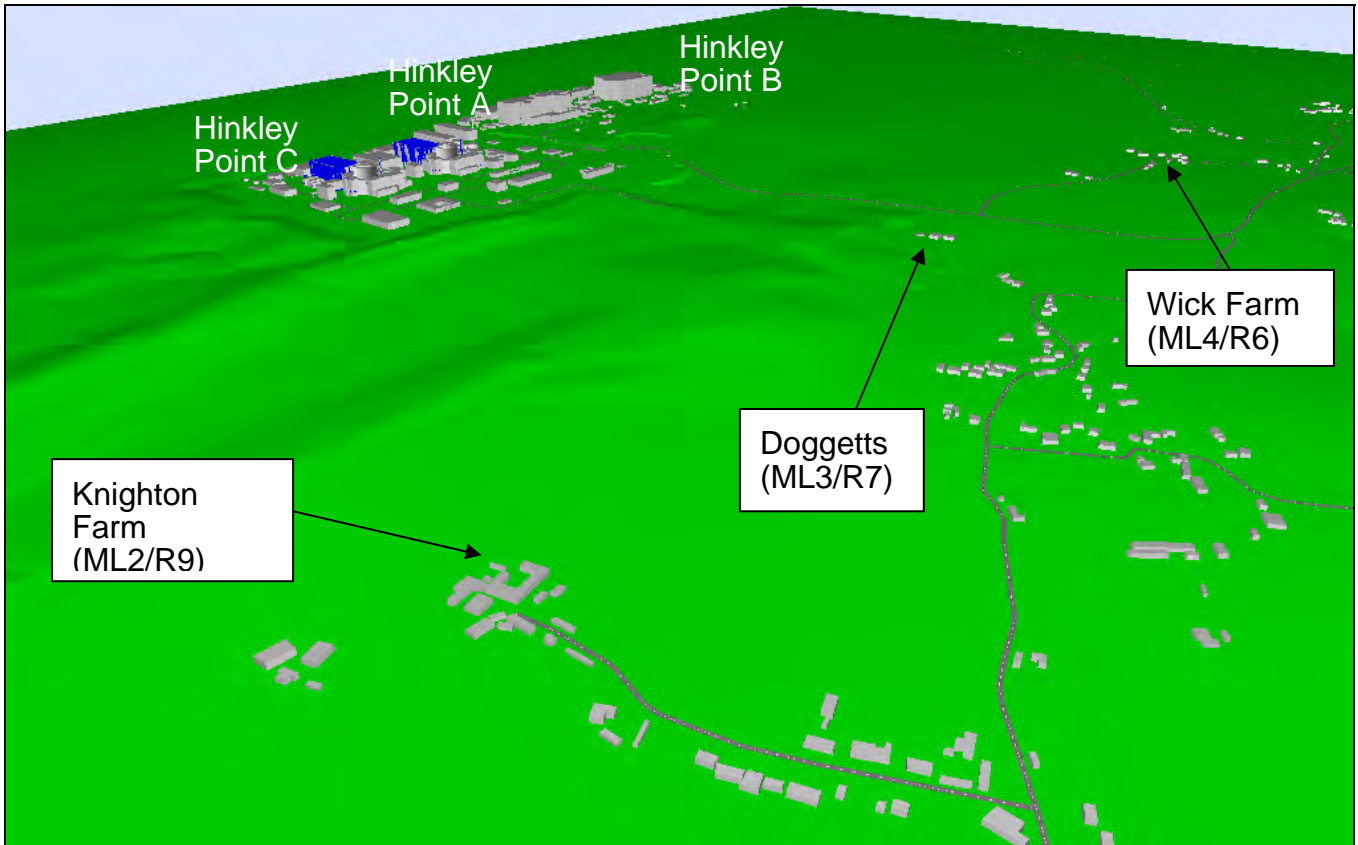 Hinkley
Point B
Hinkley
Point A
Hinkley
Point C
Wick Farm
(ML4/R6)
Doggetts
(ML3/R7)
Knighton
Farm
(ML2/R9)